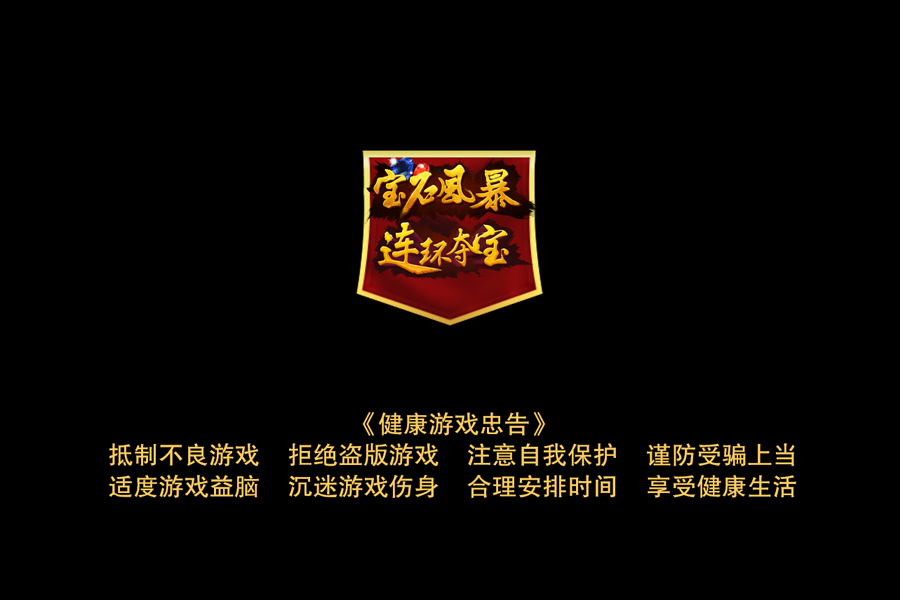 宝石风暴
连环夺宝
《健康游戏忠告》
抵制不良游戏 拒绝盗版游戏 注意自我保护 谨防受骗上当
适度游戏益脑 沉迷游戏伤身 合理安排时间 享受健康生活